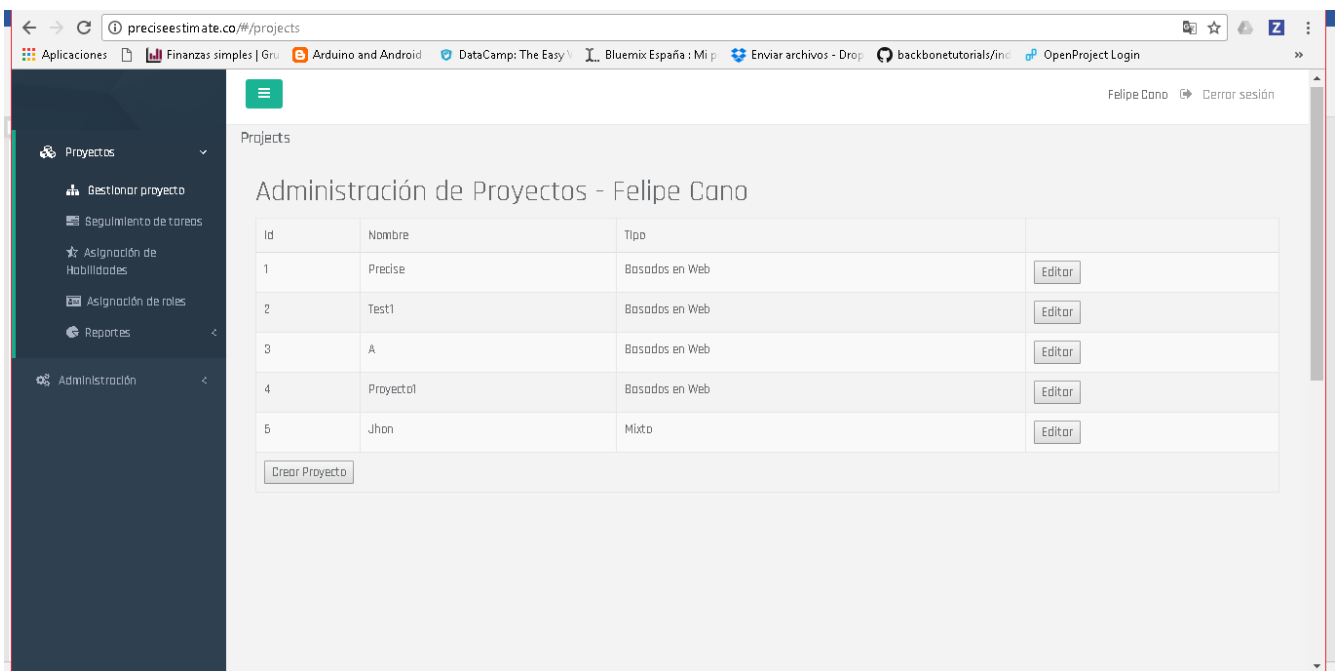 preciseestimate.co/#/projects
Aplicaciones
Finanzas simples | Gru
Arduino and Android
DataCamp: The Easy V
Bluemix España : Mi p
Enviar archivos - Drop
backbonetutorials/ind
OpenProject Login
»
Felipe Cano
Cerrar sesión
Projects
Proyectos
Gestionar proyecto
Seguimiento de tareas
Asignación de
Habilidades
Asignación de roles
Reportes
Administración
Administración de Proyectos - Felipe Cano
Id Nombre Tipo
1 Precise Basados en Web Editar
2 Test1 Basados en Web Editar
3 A Basados en Web Editar
4 Proyecto1 Basados en Web Editar
5 Jhon Mixto Editar
Crear Proyecto